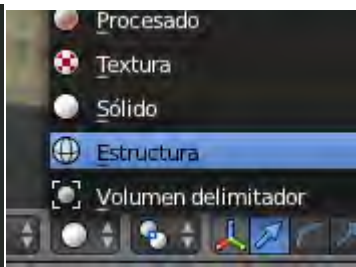 Procesado
Textura
Sólido
Estructura
Volumen delimitador